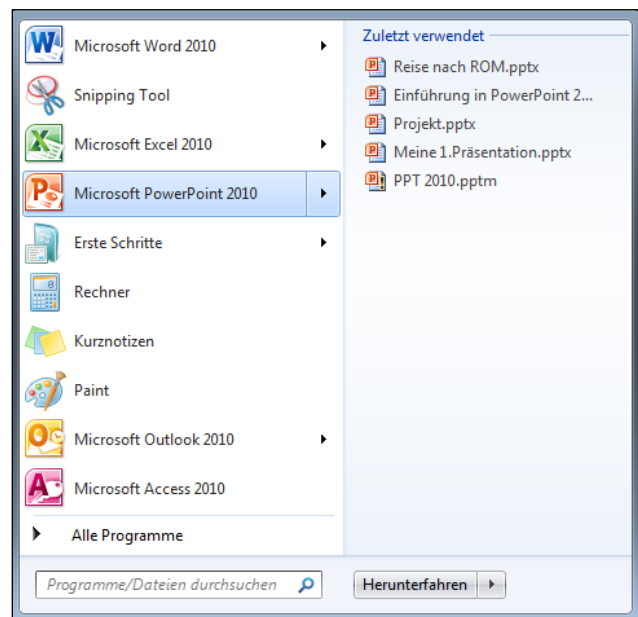 Microsoft Word 2010
Snipping Tool
Microsoft Excel 2010
Microsoft PowerPoint 2010
Erste Schritte
Rechner
Kurznotizen
Paint
Microsoft Outlook 2010
Microsoft Access 2010
Alle Programme
Programme/Dateien durchsuchen
Zuletzt verwendet
Reise nach ROM.pptx
Einführung in PowerPoint 2...
Projekt.pptx
Meine 1.Präsentation.pptx
PPT 2010.pptm
Herunterfahren